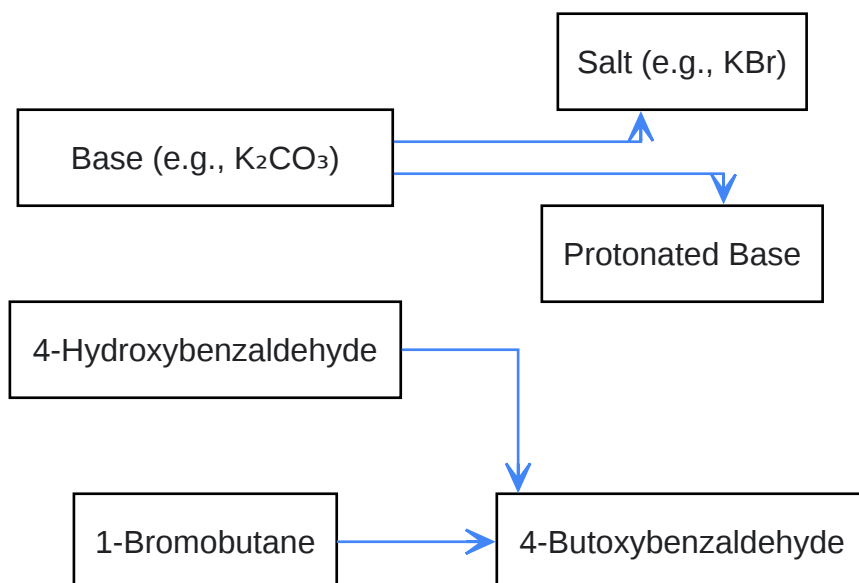 Salt (e.g., KBr)
Base (e.g., K₂CO₃)
Protonated Base
4-Hydroxybenzaldehyde
1-Bromobutane
4-Butoxybenzaldehyde